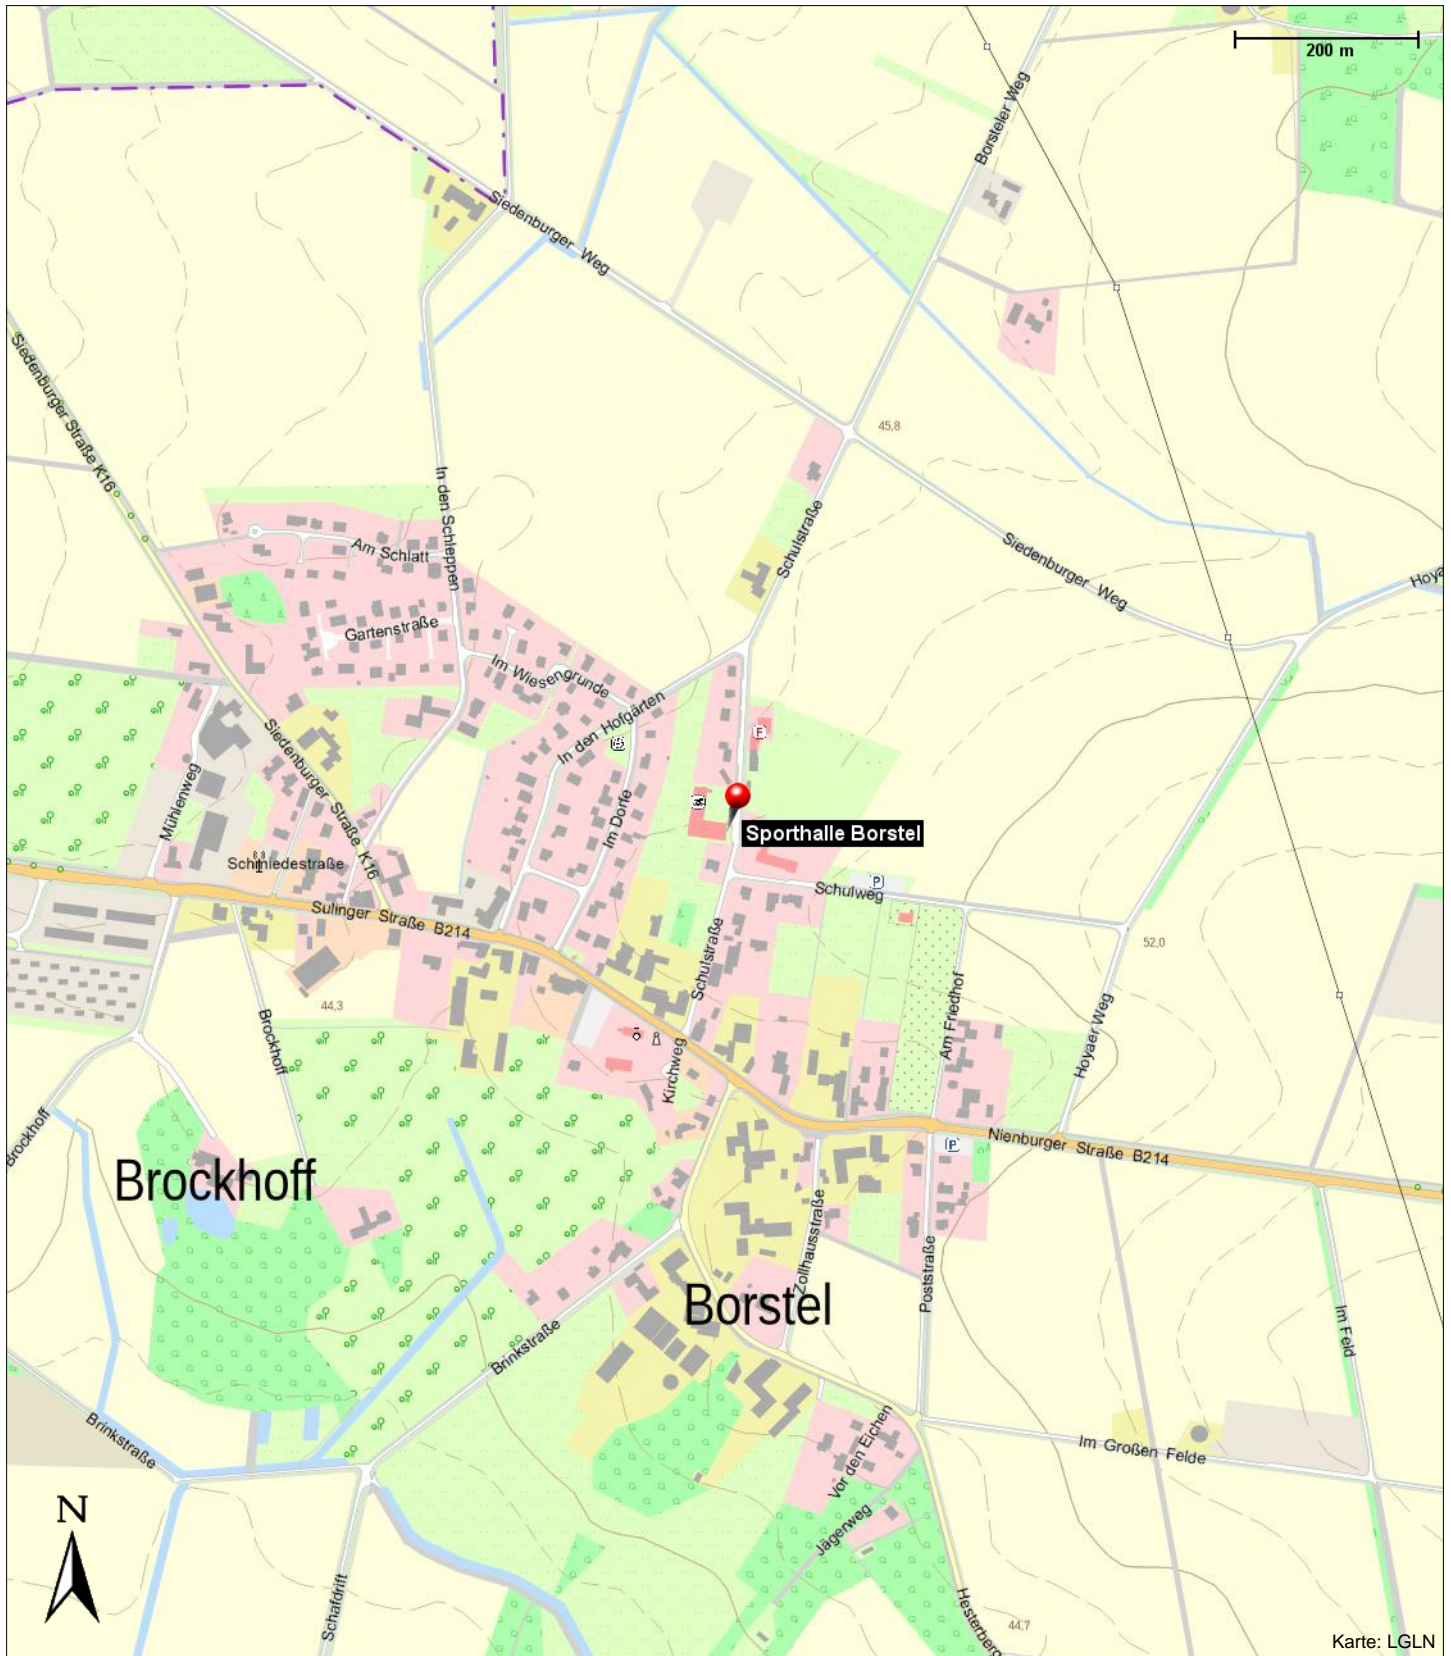 200 m
Borsteler Weg
Siedenburger Weg
Siedenburger Straße K16
45,8
In den Schleppen
Schulstraße
Am Schlatt
Siedenburger Weg
Hoya
Gartenstraße
Im Wiesengrunde
In den Hofgärten
F
Siedenburger Straße K16
Mühlenweg
Im Dorfe
Sporthalle Borstel
Schmiedestraße
P
Schulweg
Sulinger Straße B214
Schulstraße
52,0
44,3
Am Friedhof
Hoyaer Weg
Brockhoff
Kirchweg
Brockhoff
P
Nienburger Straße B214
Brockhoff
Zollhausstraße
Poststraße
Borstel
Im Feld
Brinkstraße
Brinkstraße
Vor den Eichen
Im Großen Felde
N
Jägerweg
Schafdrift
Hesterberg
44,7
Karte: LGLN